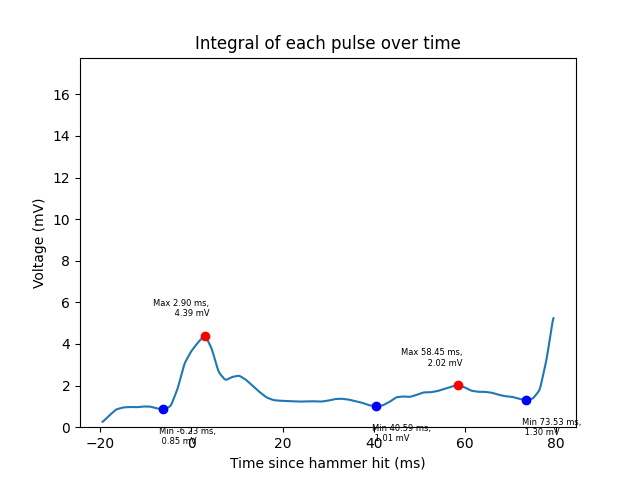 Integral of each pulse over time
Voltage (mV)
16
14
12
10
8
6
4
2
0
Max 2.90 ms,
4.39 mV
Max 58.45 ms,
2.02 mV
Min -6.23 ms,
0.85 mV
Min 40.59 ms,
1.01 mV
Min 73.53 ms,
1.30 mV
−20 0 20 40 60 80
Time since hammer hit (ms)